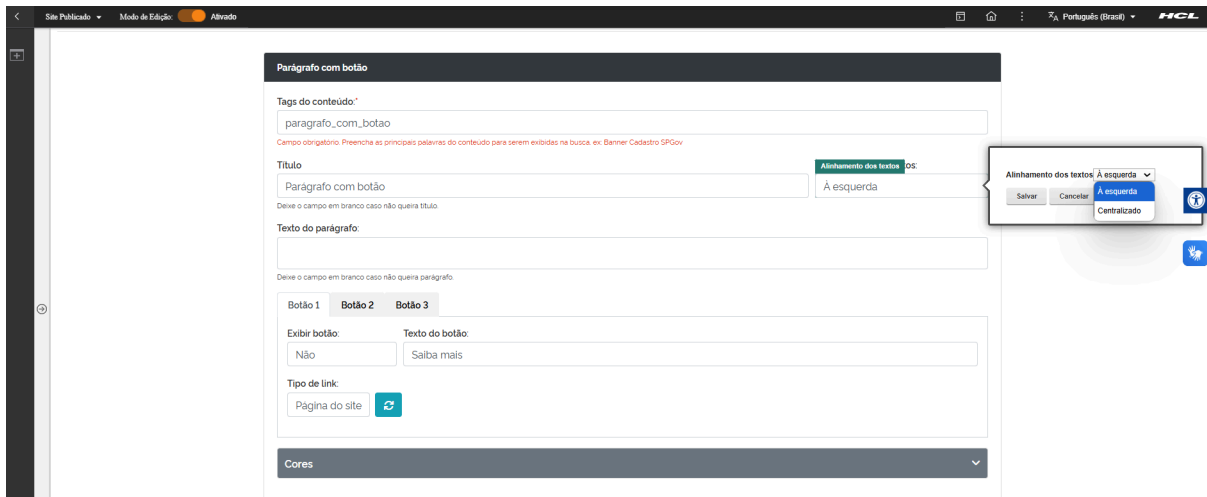 Site Publicado Modo de Edição: Ativado Português (Brasil) HCL
Parágrafo com botão
Tags do conteúdo:*
paragrafo_com_botao
Campo obrigatório. Preencha as principais palavras do conteúdo para serem exibidas na busca, ex: Banner Cadastro SPGov
Título Alinhamento dos textos os:
Parágrafo com botão À esquerda
Deixe o campo em branco caso não queira título.
Alinhamento dos textos À esquerda
Salvar Cancelar À esquerda
Centralizado
Texto do parágrafo:
Deixe o campo em branco caso não queira parágrafo.
Botão 1 Botão 2 Botão 3
Exibir botão: Texto do botão:
Não Saiba mais
Tipo de link:
Página do site
Cores